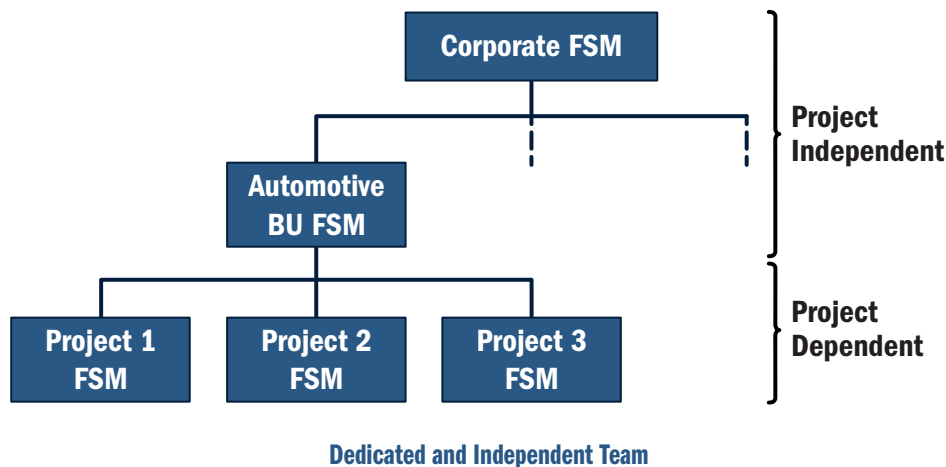 Corporate FSM
Project
Independent
Automotive
BU FSM
Project 1
FSM
Project 2
FSM
Project 3
FSM
Project
Dependent
Dedicated and Independent Team